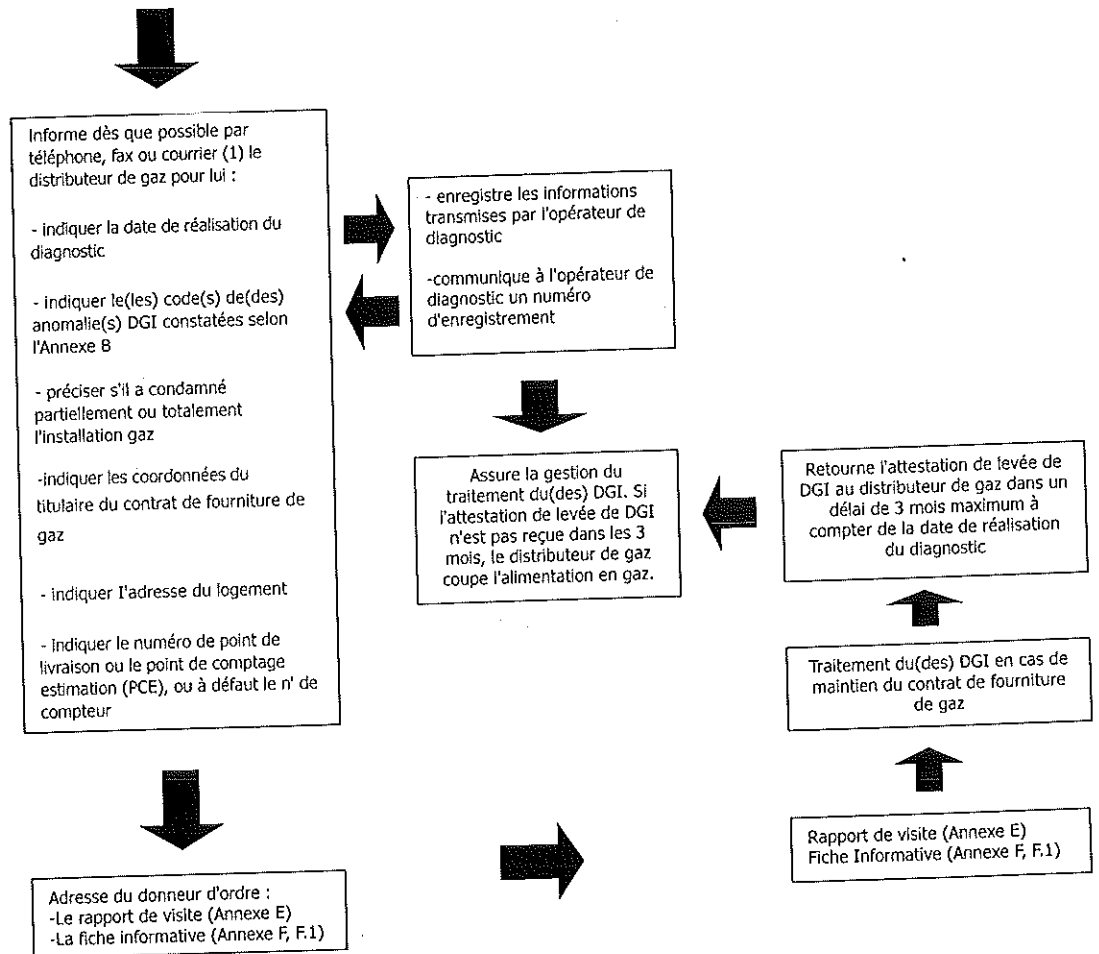 Informe dès que possible par
téléphone, fax ou courrier (1) le
distributeur de gaz pour lui :
- indiquer la date de réalisation du
diagnostic
- indiquer le(les) code(s) de(des)
anomalie(s) DGI constatées selon
l'Annexe B
- préciser s'il a condamné
partiellement ou totalement
l'installation gaz
-indiquer les coordonnées du
titulaire du contrat de fourniture de
gaz
- indiquer l'adresse du logement
- Indiquer le numéro de point de
livraison ou le point de comptage
estimation (PCE), ou à défaut le n' de
compteur
- enregistre les informations
transmises par l'opérateur de
diagnostic
-communique à l'opérateur de
diagnostic un numéro
d'enregistrement
Assure la gestion du
traitement du(des) DGI. Si
l'attestation de levée de DGI
n'est pas reçue dans les 3
mois, le distributeur de gaz
coupe l'alimentation en gaz.
Retourne l'attestation de levée de
DGI au distributeur de gaz dans un
délai de 3 mois maximum à
compter de la date de réalisation
du diagnostic
Traitement du(des) DGI en cas de
maintien du contrat de fourniture
de gaz
Rapport de visite (Annexe E)
Fiche Informative (Annexe F, F.1)
Adresse du donneur d'ordre :
-Le rapport de visite (Annexe E)
-La fiche informative (Annexe F, F.1)